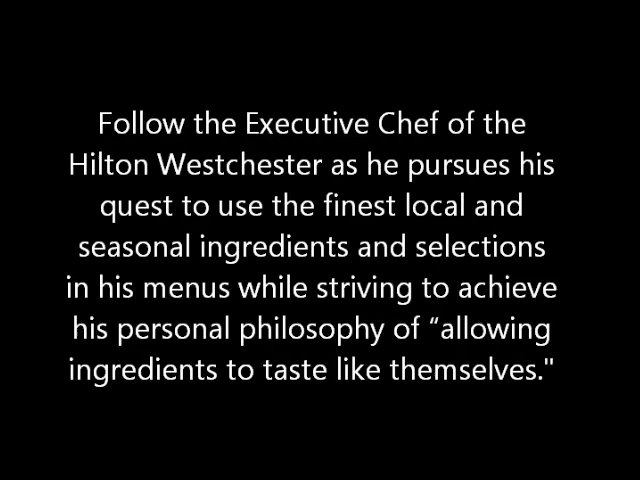 Follow the Executive Chef of the
Hilton Westchester as he pursues his
quest to use the finest local and
seasonal ingredients and selections
in his menus while striving to achieve
his personal philosophy of “allowing
ingredients to taste like themselves."